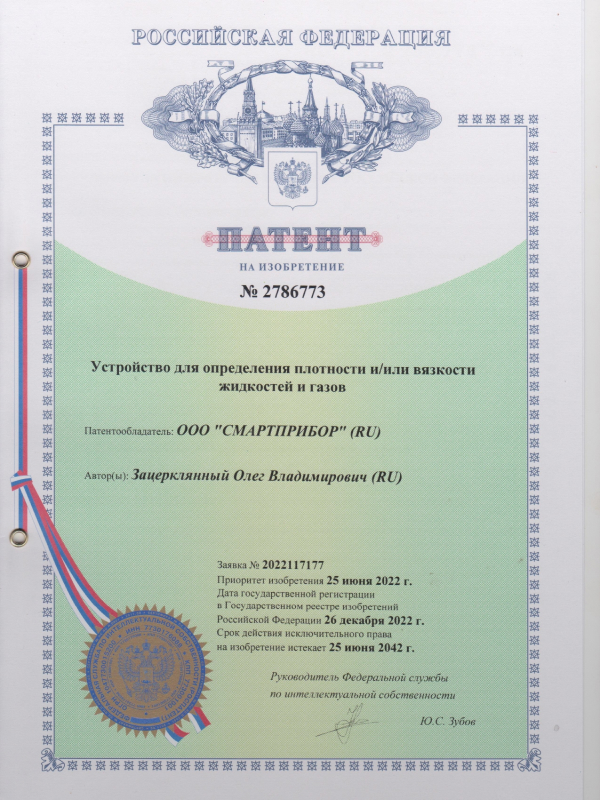 РОССИЙСКАЯ ФЕДЕРАЦИЯ
ПАТЕНТ
НА ИЗОБРЕТЕНИЕ
№ 2786773
Устройство для определения плотности и/или вязкости
жидкостей и газов
Патентообладатель: ООО "СМАРТПРИБОР" (RU)
Автор(ы): Зацерклянный Олег Владимирович (RU)
Заявка № 2022117177
Приоритет изобретения 25 июня 2022 г.
Дата государственной регистрации
в Государственном реестре изобретений
Российской Федерации 26 декабря 2022 г.
Срок действия исключительного права
на изобретение истекает 25 июня 2042 г.
Руководитель Федеральной службы
по интеллектуальной собственности
Ю.С. Зубов